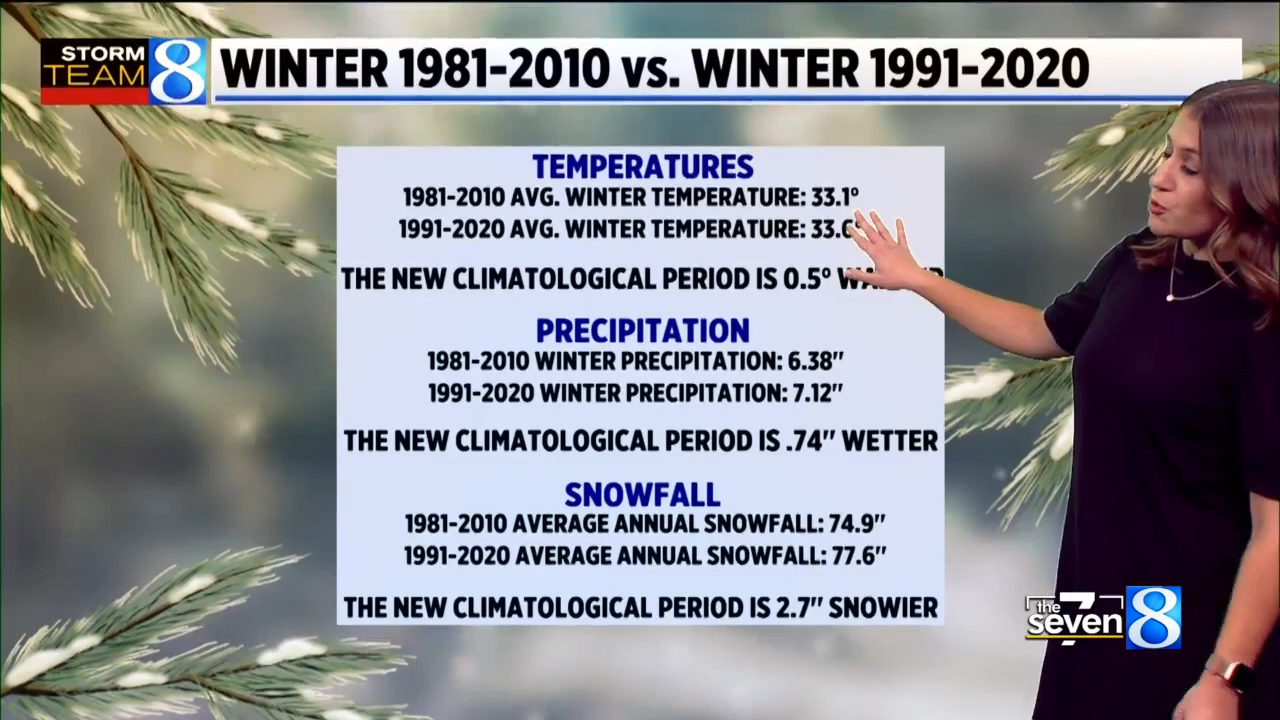 STORM
TEAM 8
WINTER 1981-2010 vs. WINTER 1991-2020
TEMPERATURES
1981-2010 AVG. WINTER TEMPERATURE: 33.1°
1991-2020 AVG. WINTER TEMPERATURE:
THE NEW CLIMATOLOGICAL PERIOD IS 0.5°
PRECIPITATION
1981-2010 WINTER PRECIPITATION: 6.38"
1991-2020 WINTER PRECIPITATION: 7.12"
THE NEW CLIMATOLOGICAL PERIOD IS .74" WETTER
SNOWFALL
1981-2010 AVERAGE ANNUAL SNOWFALL: 74.9"
1991-2020 AVERAGE ANNUAL SNOWFALL: 77.6"
THE NEW CLIMATOLOGICAL PERIOD IS 2.7" SNOWIER
the
seven
7
8